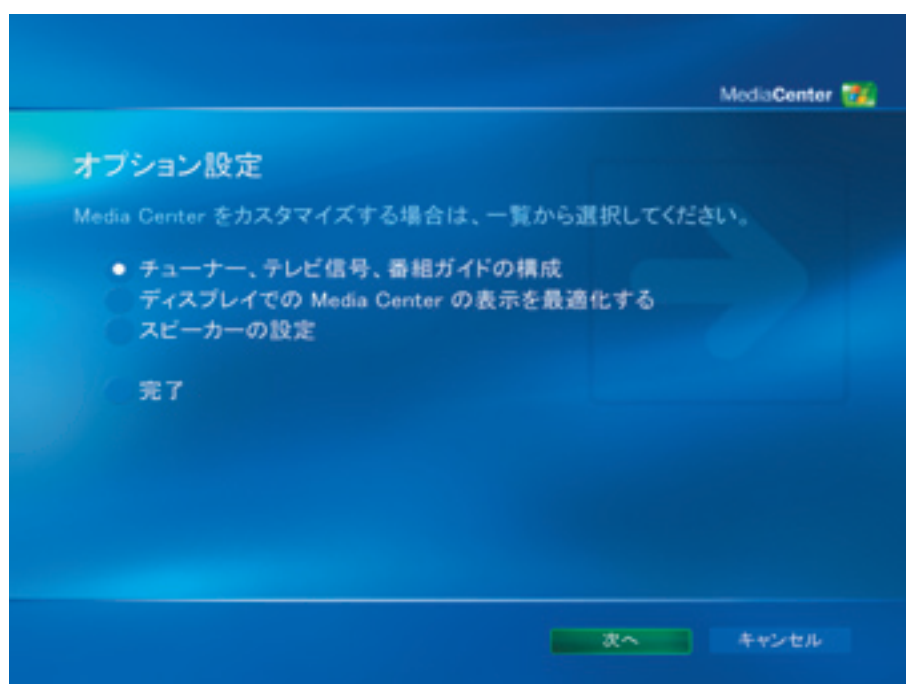 MediaCenter
オプション設定
Media Center をカスタマイズする場合は、一覧から選択してください。
チューナー、テレビ信号、番組ガイドの構成
ディスプレイでの Media Center の表示を最適化する
スピーカーの設定
完了
次へ キャンセル